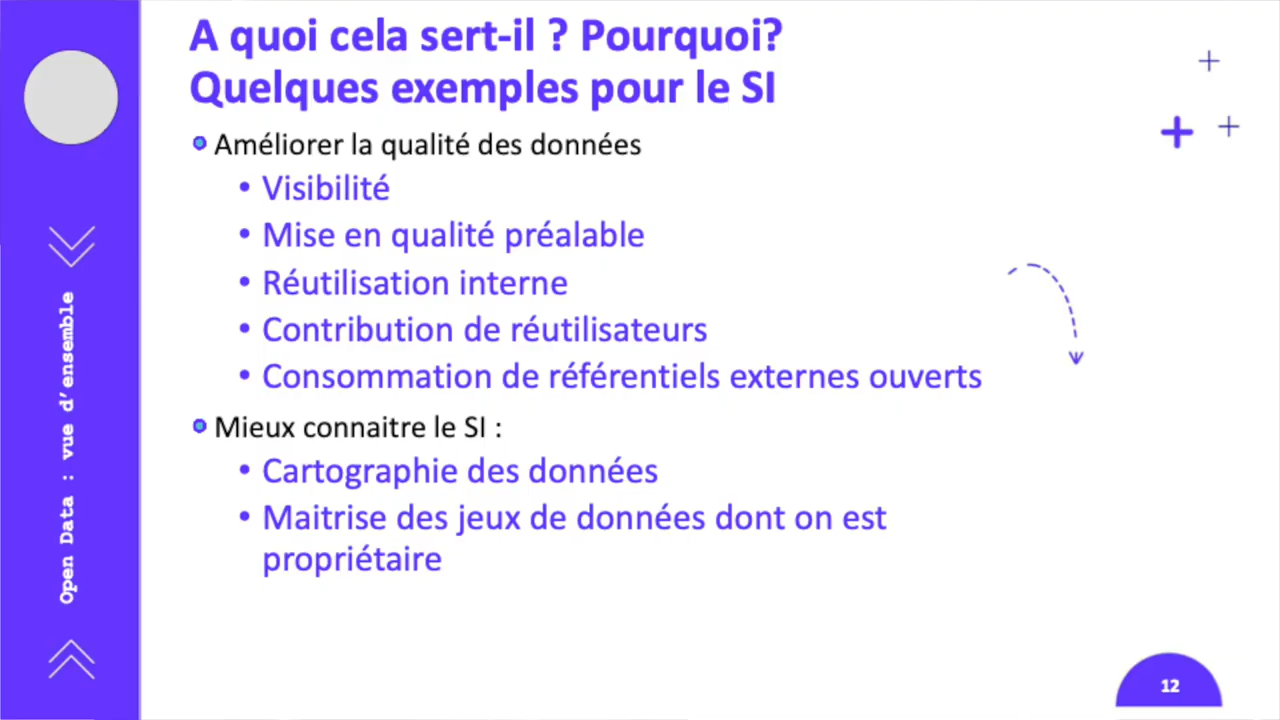 A quoi cela sert-il ? Pourquoi?
Quelques exemples pour le SI
Améliorer la qualité des données
• Visibilité
• Mise en qualité préalable
• Réutilisation interne
• Contribution de réutilisateurs
• Consommation de référentiels externes ouverts
Mieux connaitre le SI :
• Cartographie des données
• Maitrise des jeux de données dont on est
propriétaire
Open Data : vue d'ensemble
12